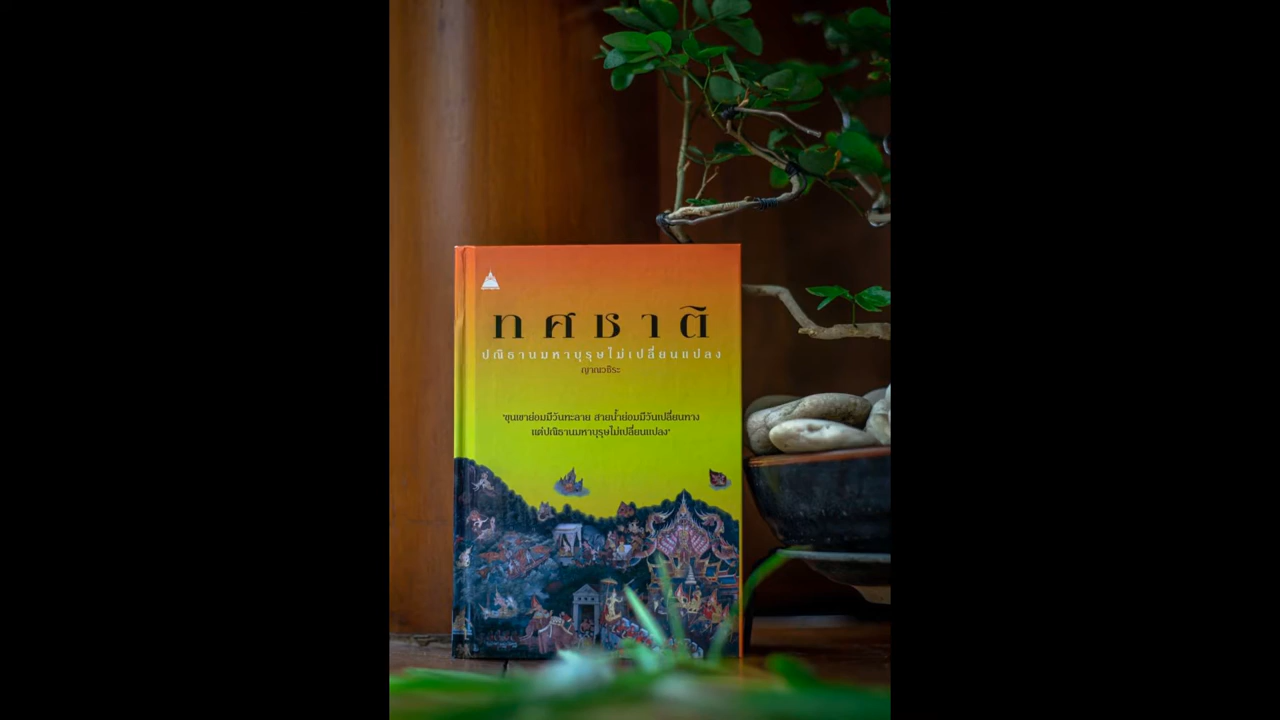 ทศชาติ
ปณิธานมหาบุรุษไม่เปลี่ยนแปลง
ญาณวชิระ
"ขุนเขาย่อมมีวันทะลาย สายน้ำย่อมมีวันเปลี่ยนทาง
แต่ปณิธานมหาบุรุษไม่เปลี่ยนแปลง"